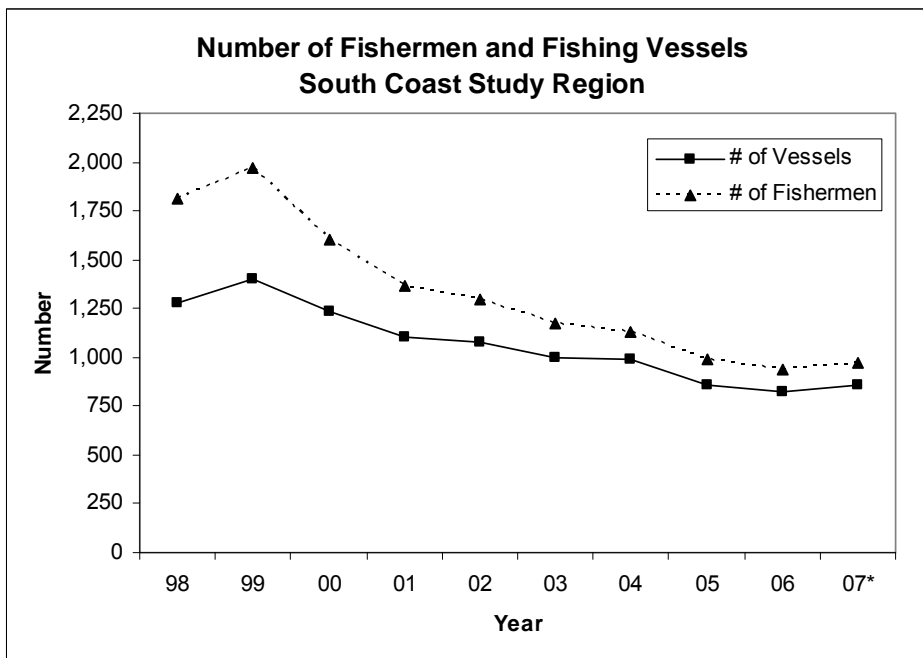 Number of Fishermen and Fishing Vessels
South Coast Study Region
2,250
2,000
1,750
1,500
1,250
1,000
750
500
250
0
Number
# of Vessels
# of Fishermen
98 99 00 01 02 03 04 05 06 07*
Year